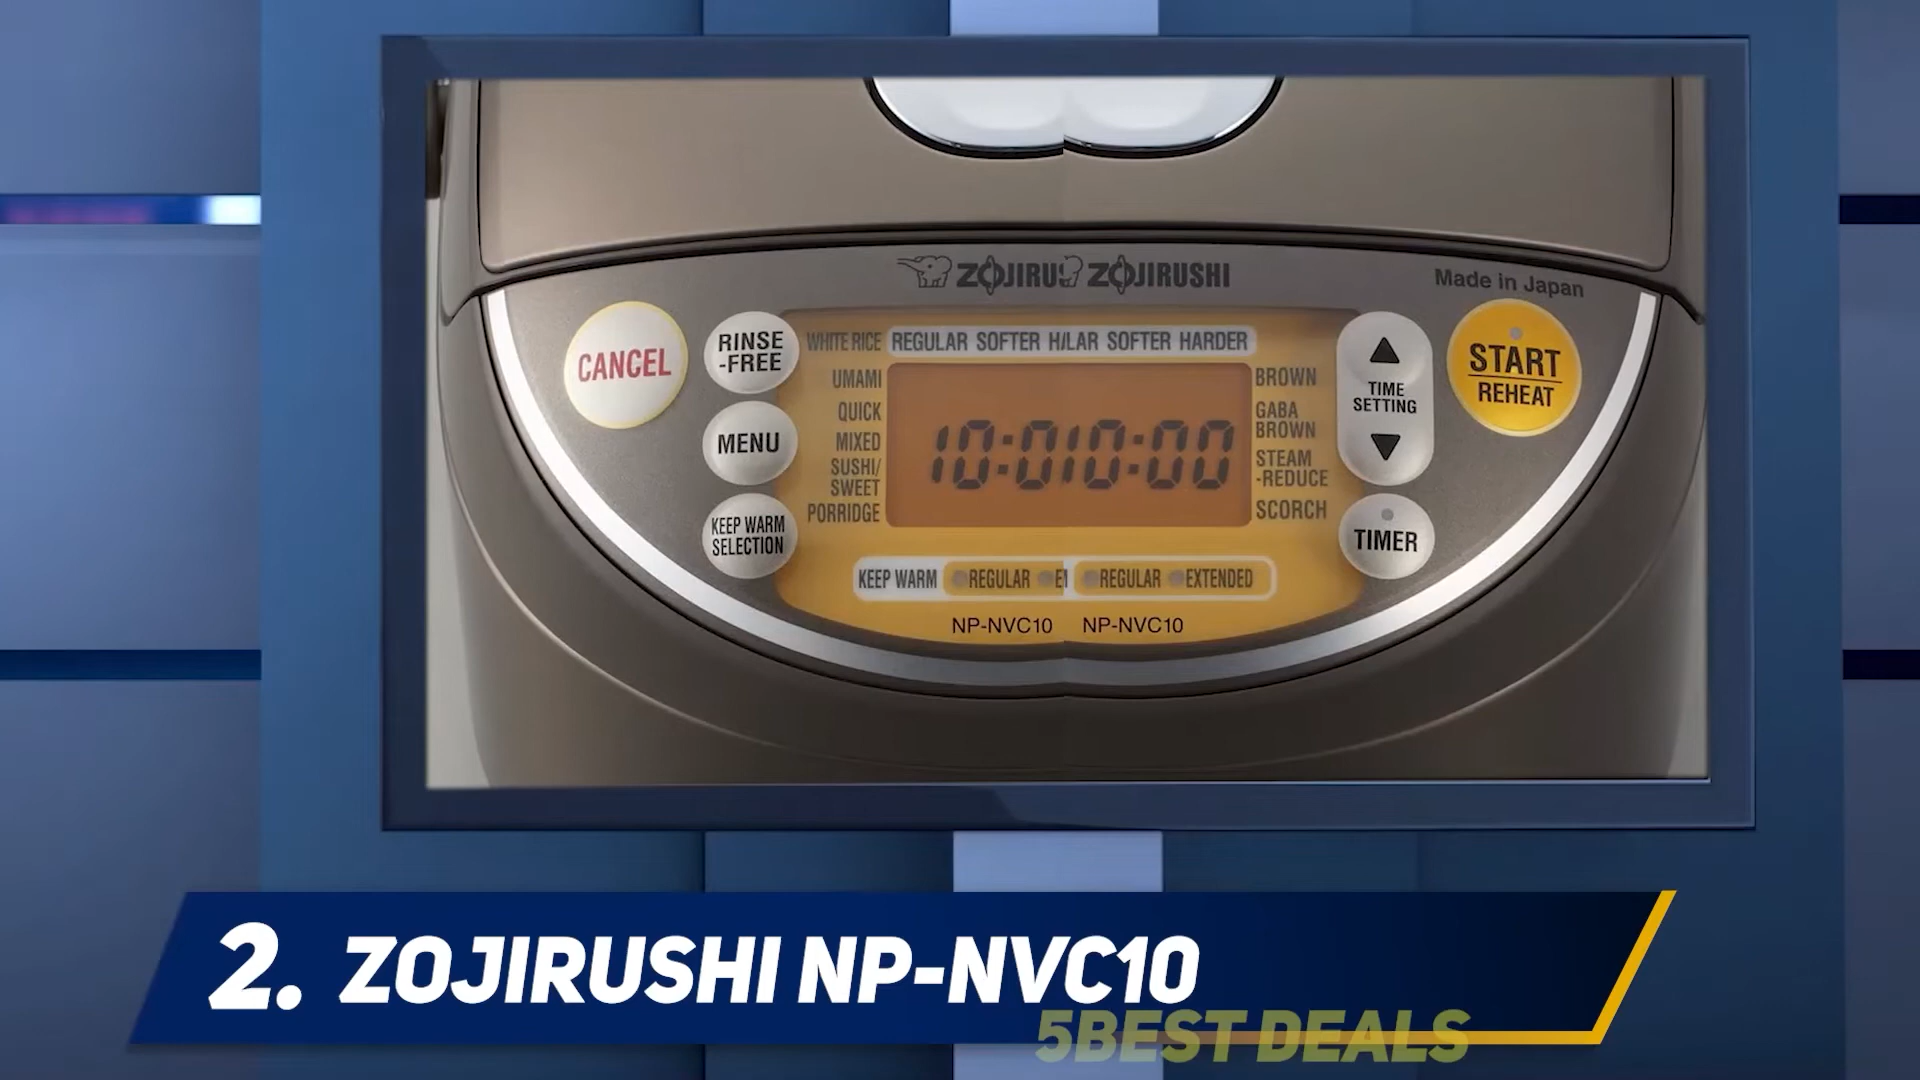 ZOJIRU ZOJIRUSHI
Made in Japan
CANCEL
RINSE
-FREE
MENU
KEEP WARM
SELECTION
WHITE RICE
REGULAR SOFTER H/LAR SOFTER HARDER
UMAMI
QUICK
MIXED
SUSHI/
SWEET
PORRIDGE
10:010:00
BROWN
GABA
BROWN
STEAM
-REDUCE
SCORCH
TIME
SETTING
TIMER
START
REHEAT
KEEP WARM REGULAR E REGULAR EXTENDED
NP-NVC10 NP-NVC10
2. ZOJIRUSHI NP-NVC10
5BEST DEALS